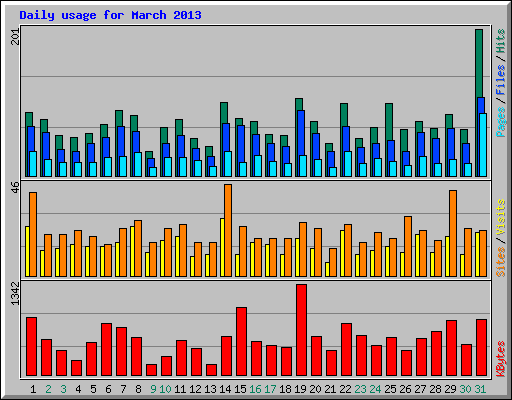 Daily usage for March 2013
201
Pages / Files / Hits
46
Sites / Visits
1342
KBytes
1 2 3 4 5 6 7 8 9 10 11 12 13 14 15 16 17 18 19 20 21 22 23 24 25 26 27 28 29 30 31